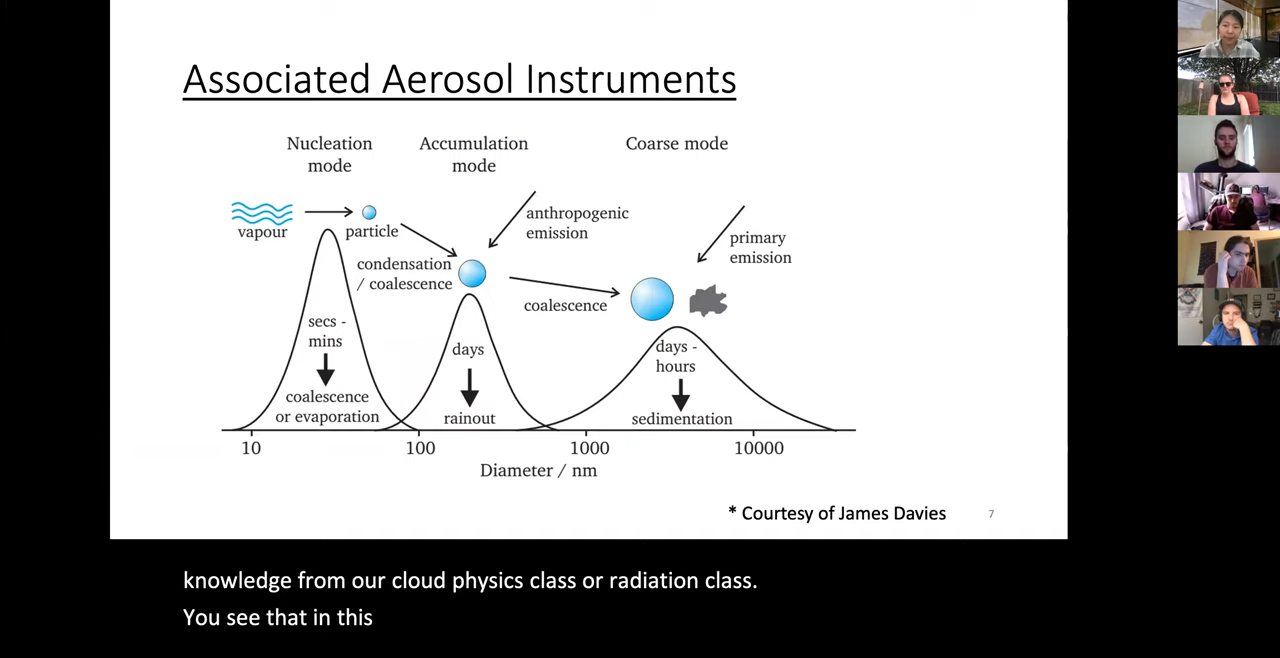 Associated Aerosol Instruments
Nucleation
mode
Accumulation
mode
Coarse mode
vapour
particle
anthropogenic
emission
primary
emission
condensation
/ coalescence
coalescence
secs -
mins
days
days -
hours
coalescence
or evaporation
rainout
sedimentation
10
100
1000
10000
Diameter / nm
* Courtesy of James Davies
7
knowledge from our cloud physics class or radiation class.
You see that in this